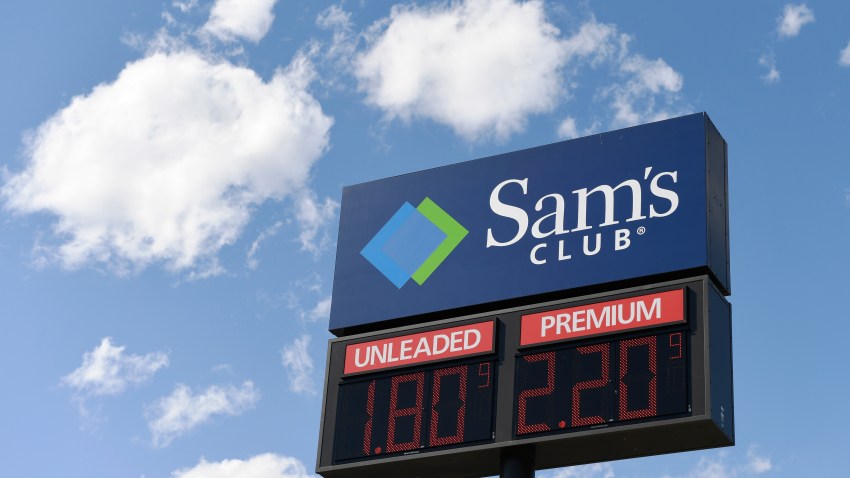 Sam's
CLUB®
UNLEADED
PREMIUM
1.80 9
2.20 9